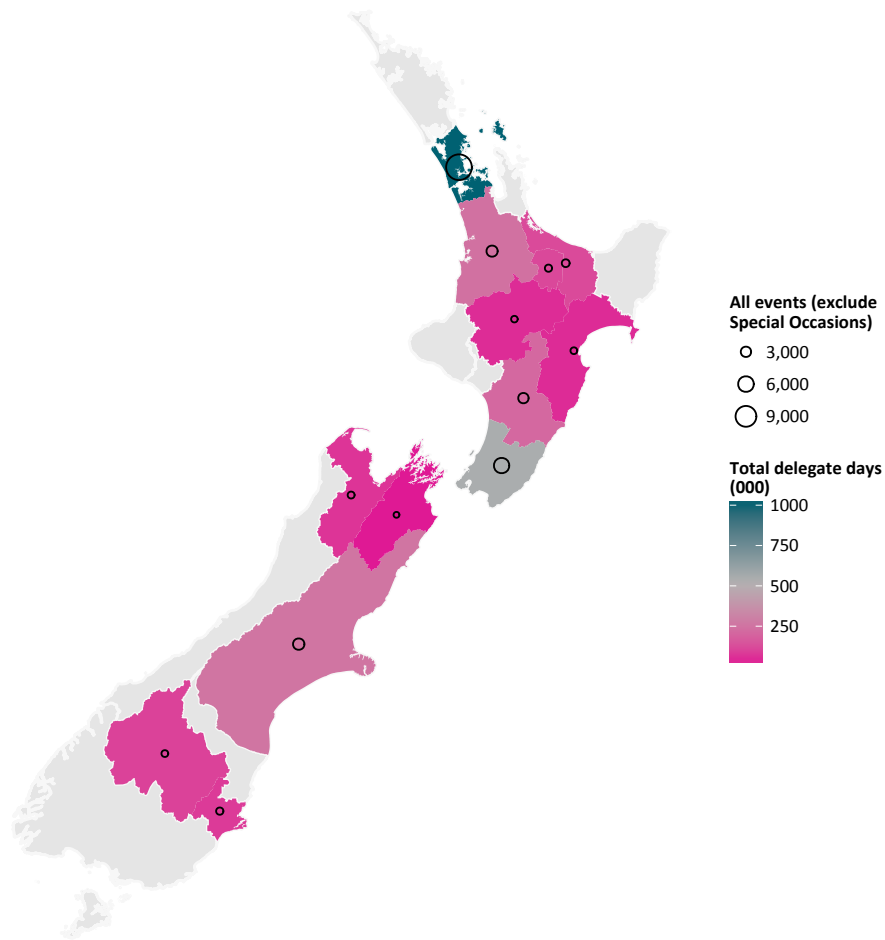 All events (exclude
Special Occasions)
3,000
6,000
9,000
Total delegate days
(000)
1000
750
500
250